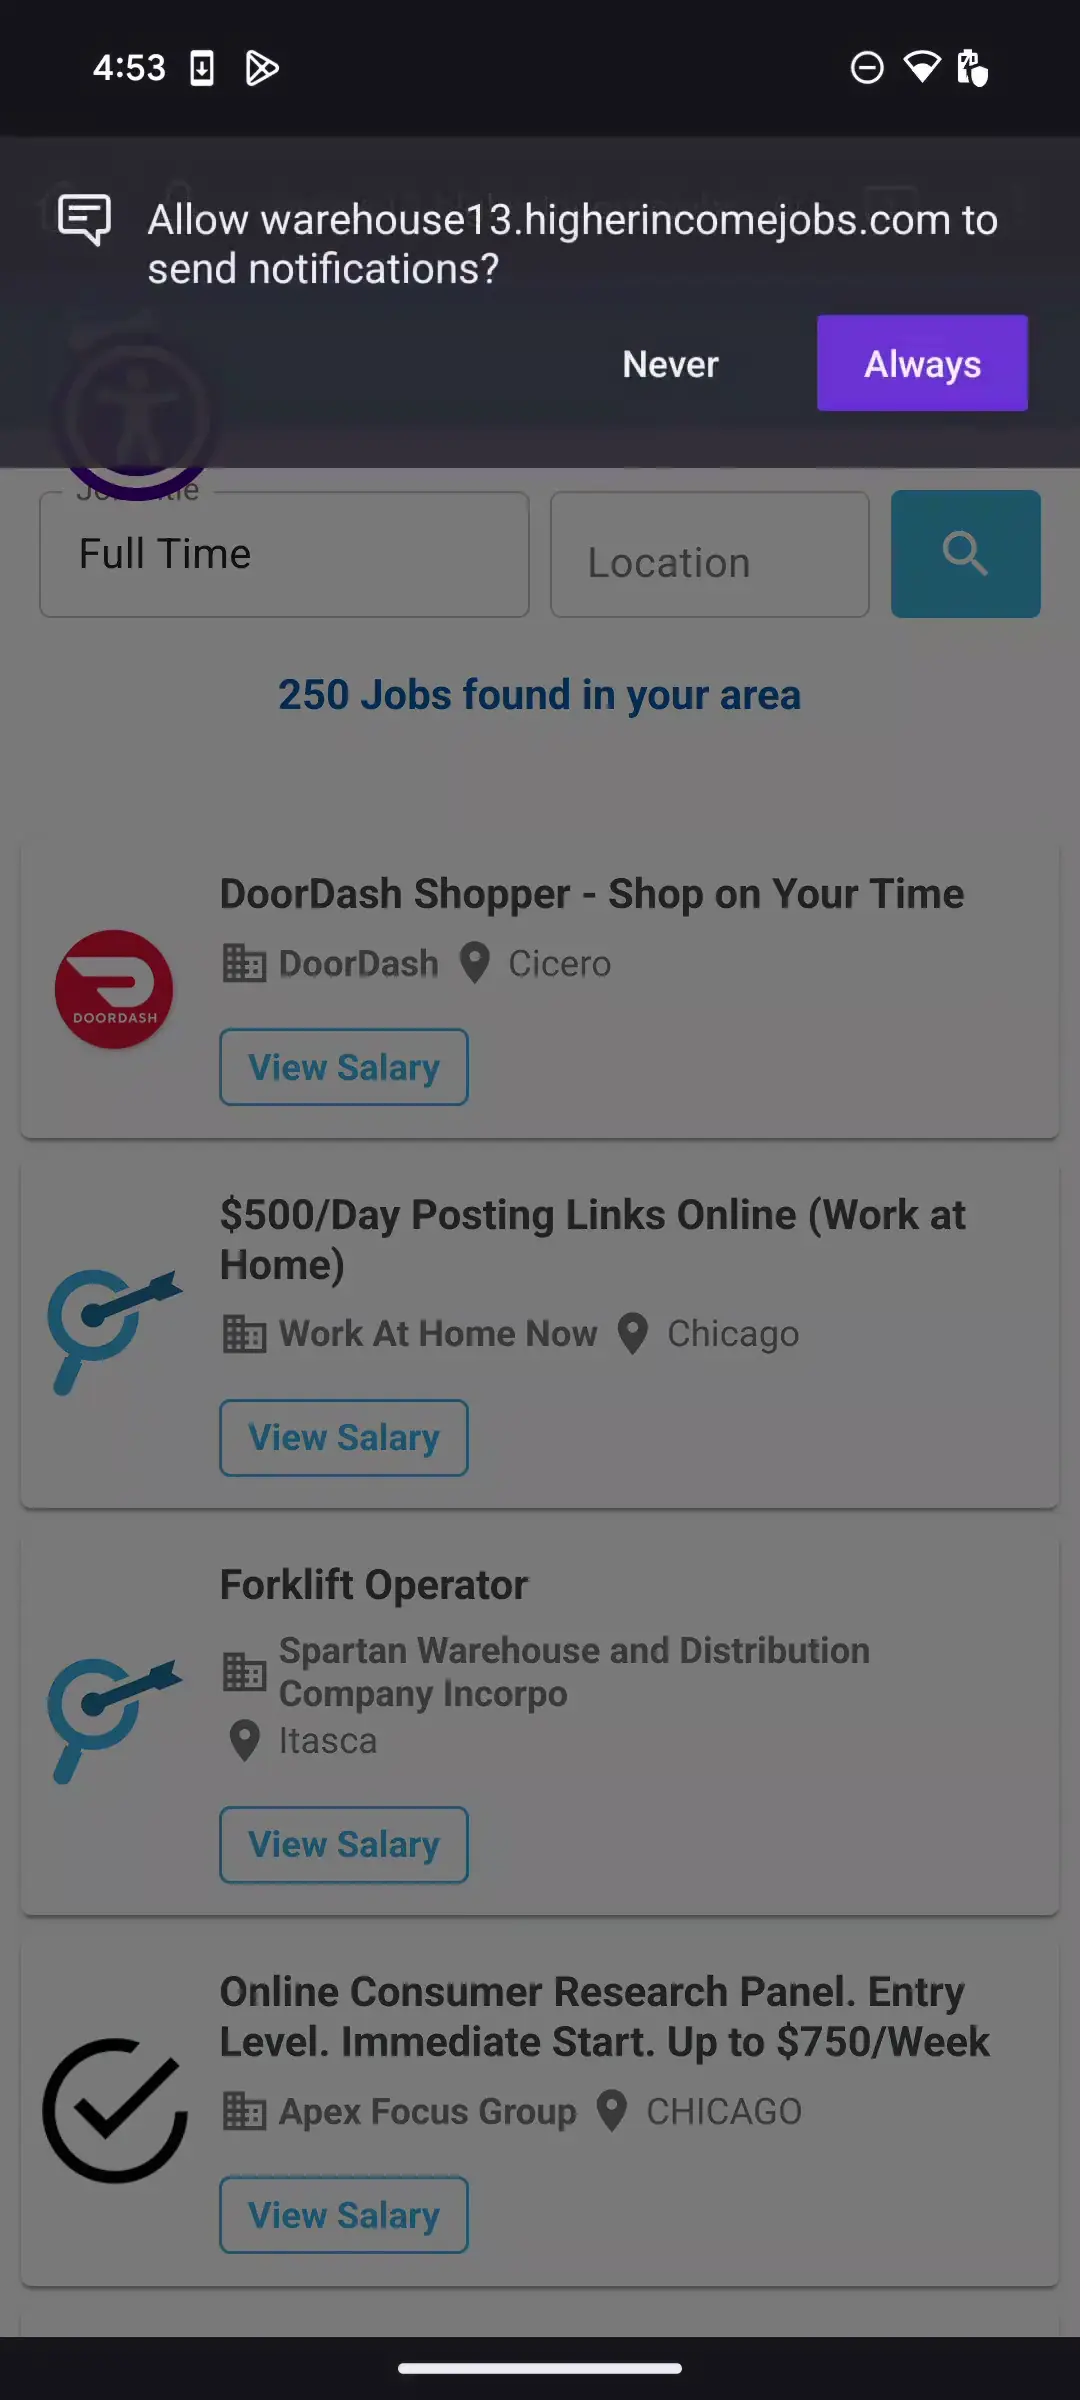 4:53
Allow warehouse13.higherincomejobs.com to
send notifications?
Never
Always
Full Time
Location
250 Jobs found in your area
DoorDash Shopper - Shop on Your Time
DoorDash
Cicero
DOORDASH
View Salary
$500/Day Posting Links Online (Work at
Home)
Work At Home Now
Chicago
View Salary
Forklift Operator
Spartan Warehouse and Distribution
Company Incorpo
Itasca
View Salary
Online Consumer Research Panel. Entry
Level. Immediate Start. Up to $750/Week
Apex Focus Group
CHICAGO
View Salary